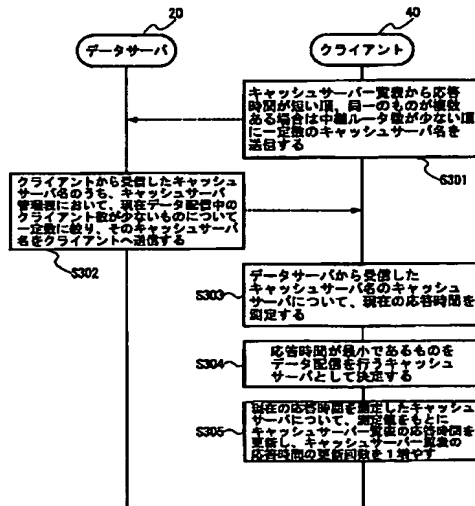 20
データサーバ
40
クライアント
キャッシュサーバー覧表から応答
時間が短い順、同一のものが複数
ある場合は中継ルータ数が少ない順
に一定数のキャッシュサーバ名を
送信する
S301
クライアントから受信したキャッシュ
サーバ名のうち、キャッシュサーバ
管理表において、現在データ配信中の
クライアント数が少ないものについて
一定数に絞り、そのキャッシュサーバ
名をクライアントへ送信する
S302
データサーバから受信した
キャッシュサーバ名のキャッシュ
サーバについて、現在の応答時間を
測定する
S303
応答時間が最小であるものを
データ配信を行うキャッシュ
サーバとして決定する
S304
現在の応答時間を測定したキャッシュ
サーバについて、測定値をもとに
キャッシュサーバー覧表の応答時間を
更新し、キャッシュサーバー覧表の
応答時間の更新回数を1増やす
S305